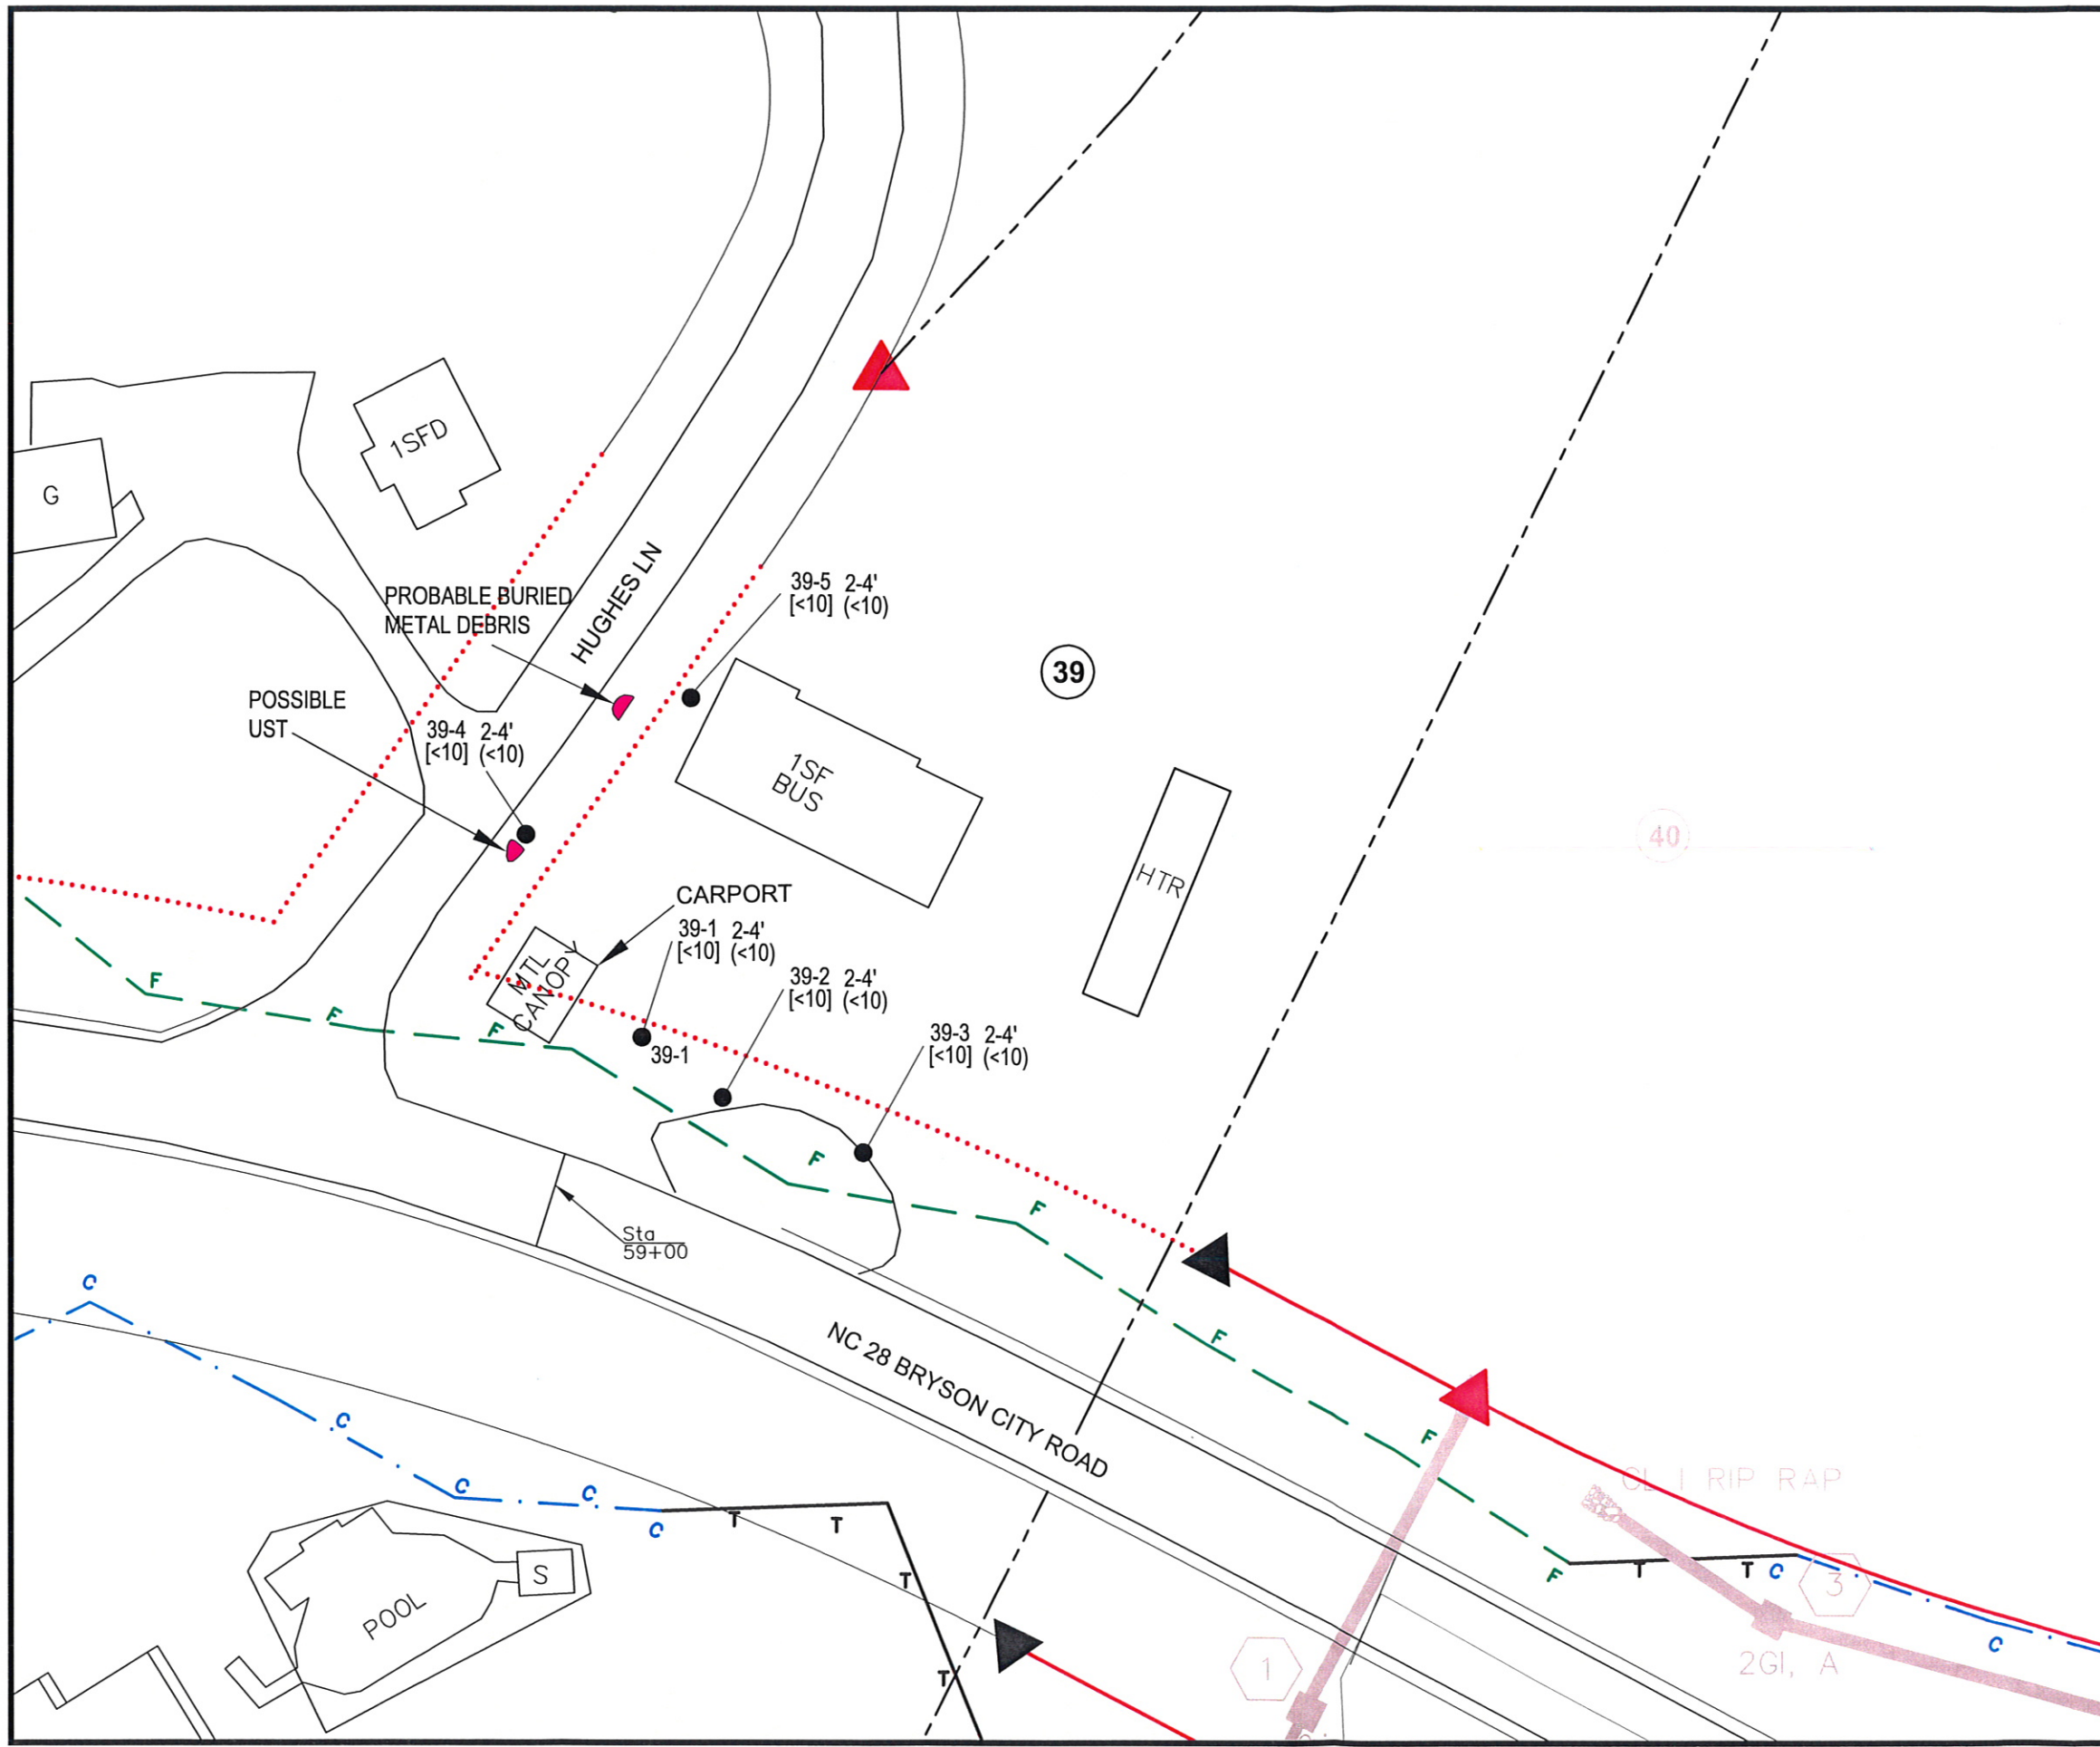 1SFD
G
PROBABLE BURIED
METAL DEBRIS
HUGHES LN
39-5 2-4'
[<10] (<10)
39
POSSIBLE
UST
39-4 2-4'
[<10] (<10)
1SF
BUS
40
HTR
CARPORT
39-1 2-4'
[<10] (<10)
MTL
CANOPY
39-2 2-4'
[<10] (<10)
39-1
39-3 2-4'
[<10] (<10)
F
F
F
F
F
F
F
F
Sta
59+00
NC 28 BRYSON CITY ROAD
C
C
C
C
C
T
T
T
T
CL I RIP RAP
T
T
C
3
C
2GI, A
1
POOL
S